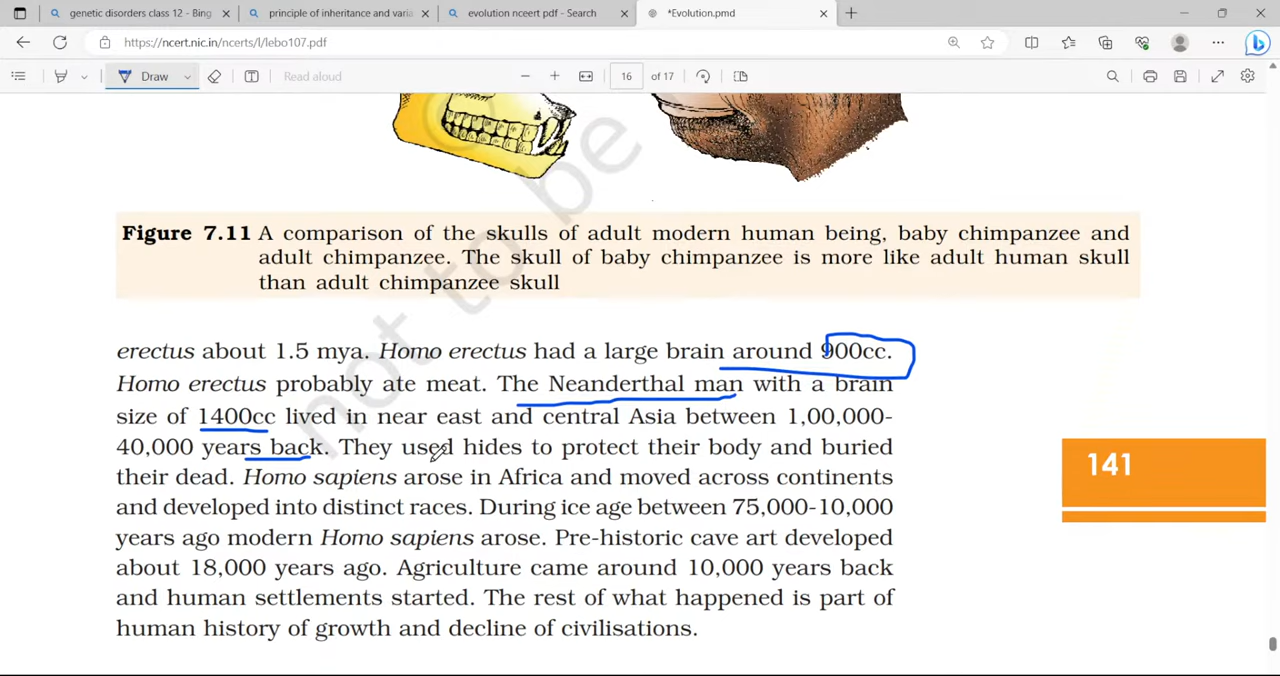 genetic disorders class 12 - Bing
principle of inheritance and varia
evolution nceert pdf - Search
*Evolution.pmd
https://ncert.nic.in/ncerts/l/lebo107.pdf
Draw
Read aloud
16 of 17
not to be
Figure 7.11 A comparison of the skulls of adult modern human being, baby chimpanzee and
adult chimpanzee. The skull of baby chimpanzee is more like adult human skull
than adult chimpanzee skull
erectus about 1.5 mya. Homo erectus had a large brain around 900cc.
Homo erectus probably ate meat. The Neanderthal man with a brain
size of 1400cc lived in near east and central Asia between 1,00,000-
40,000 years back. They used hides to protect their body and buried
their dead. Homo sapiens arose in Africa and moved across continents
and developed into distinct races. During ice age between 75,000-10,000
years ago modern Homo sapiens arose. Pre-historic cave art developed
about 18,000 years ago. Agriculture came around 10,000 years back
and human settlements started. The rest of what happened is part of
human history of growth and decline of civilisations.
141